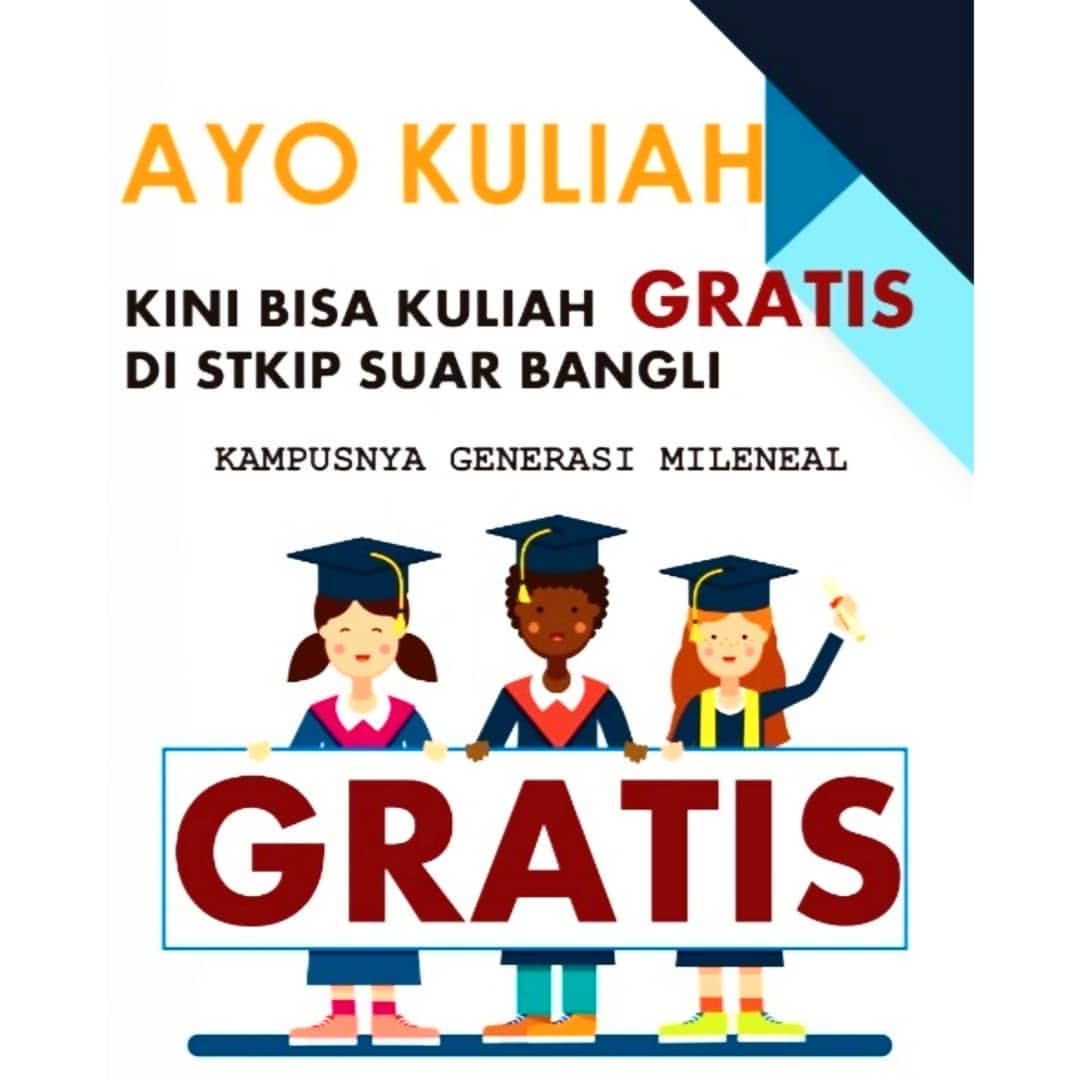 AYO KULIAH
KINI BISA KULIAH GRATIS
DI STKIP SUAR BANGLI
KAMPUSNYA GENERASI MILENEAL
GRATIS